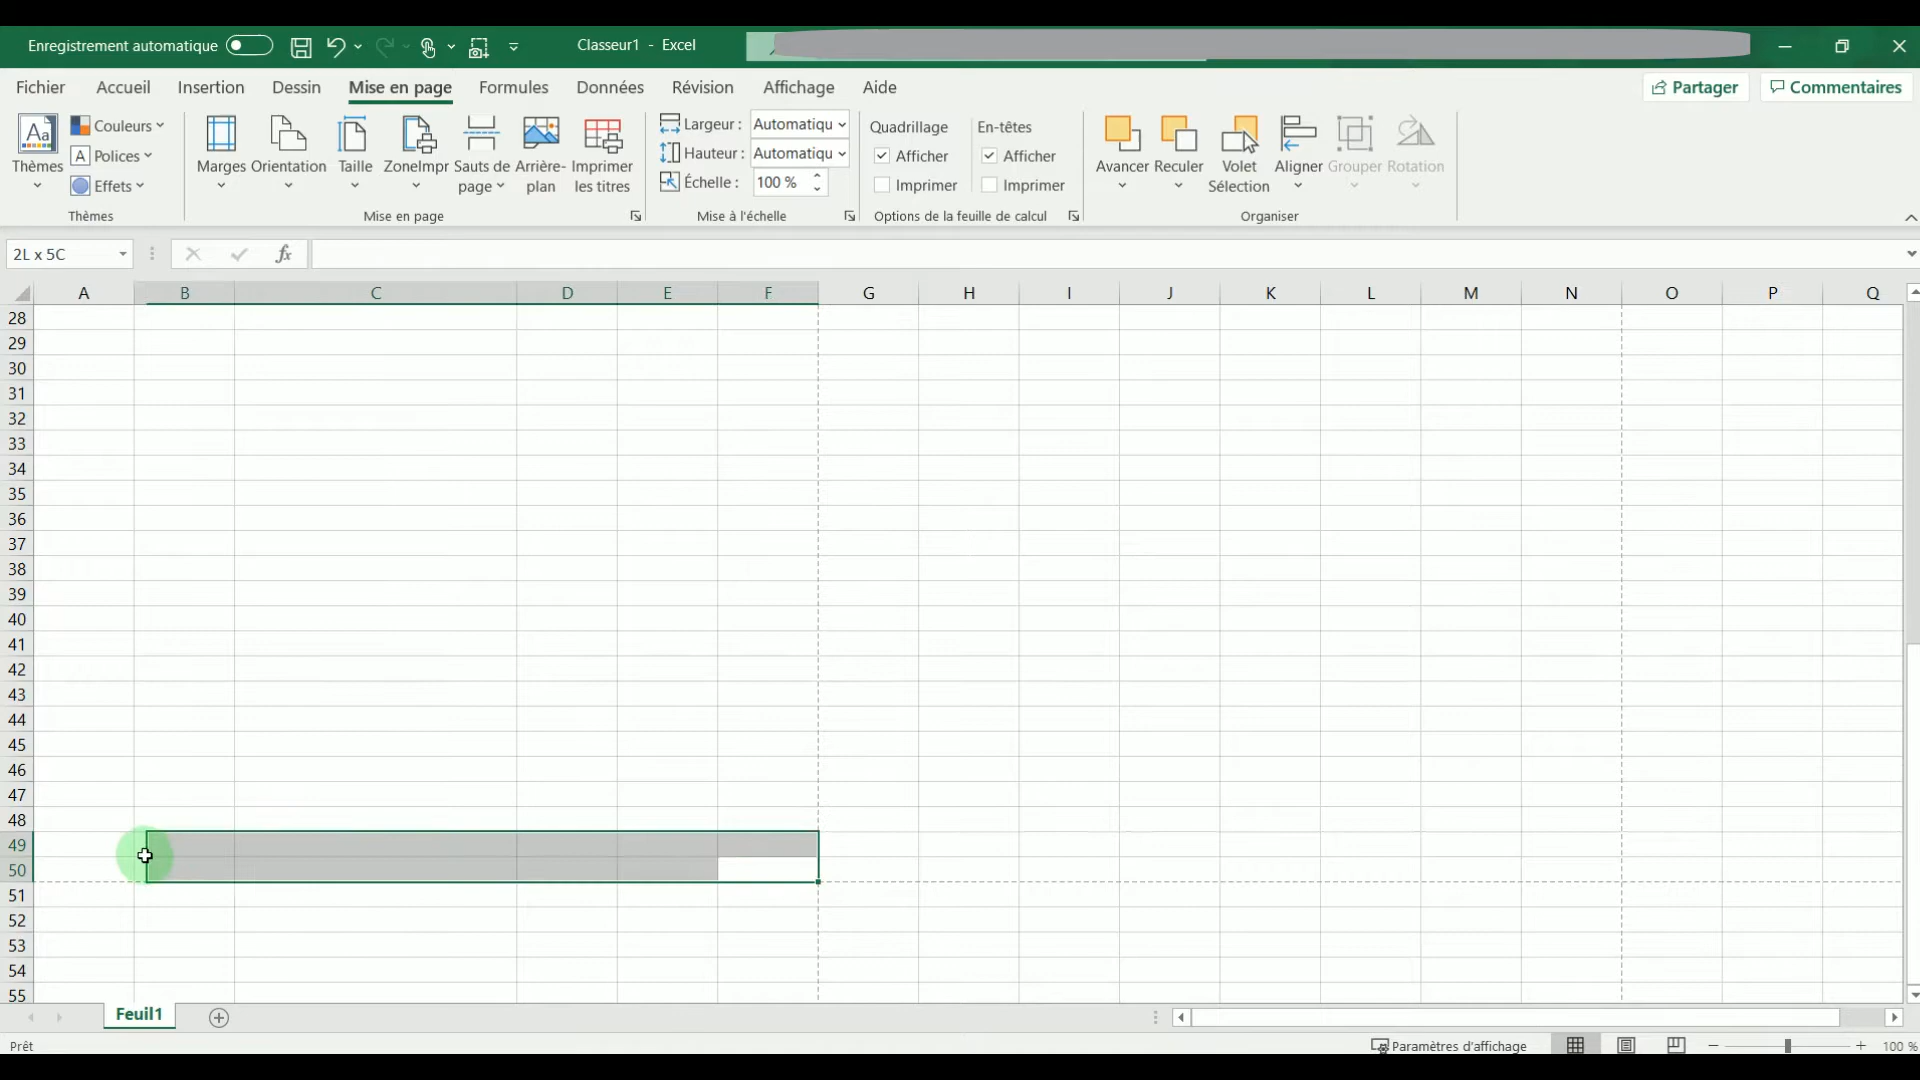 Enregistrement automatique Classeur1 - Excel
Fichier Accueil Insertion Dessin Mise en page Formules Données Révision Affichage Aide Partager Commentaires
Aa Thèmes Couleurs A Polices Effets Thèmes
Marges Orientation Taille ZoneImpr Sauts de page Arrière-plan Imprimer les titres Mise en page
Largeur : Automatiqu
Hauteur : Automatiqu
Échelle : 100 %
Mise à l'échelle
Quadrillage En-têtes
Afficher Afficher
Imprimer Imprimer
Options de la feuille de calcul
Avancer Reculer Volet Sélection Aligner Grouper Rotation
Organiser
2L x 5C fx
A B C D E F G H I J K L M N O P Q
28
29
30
31
32
33
34
35
36
37
38
39
40
41
42
43
44
45
46
47
48
49
50
51
52
53
54
55
Feuil1
Prêt Paramètres d'affichage 100 %